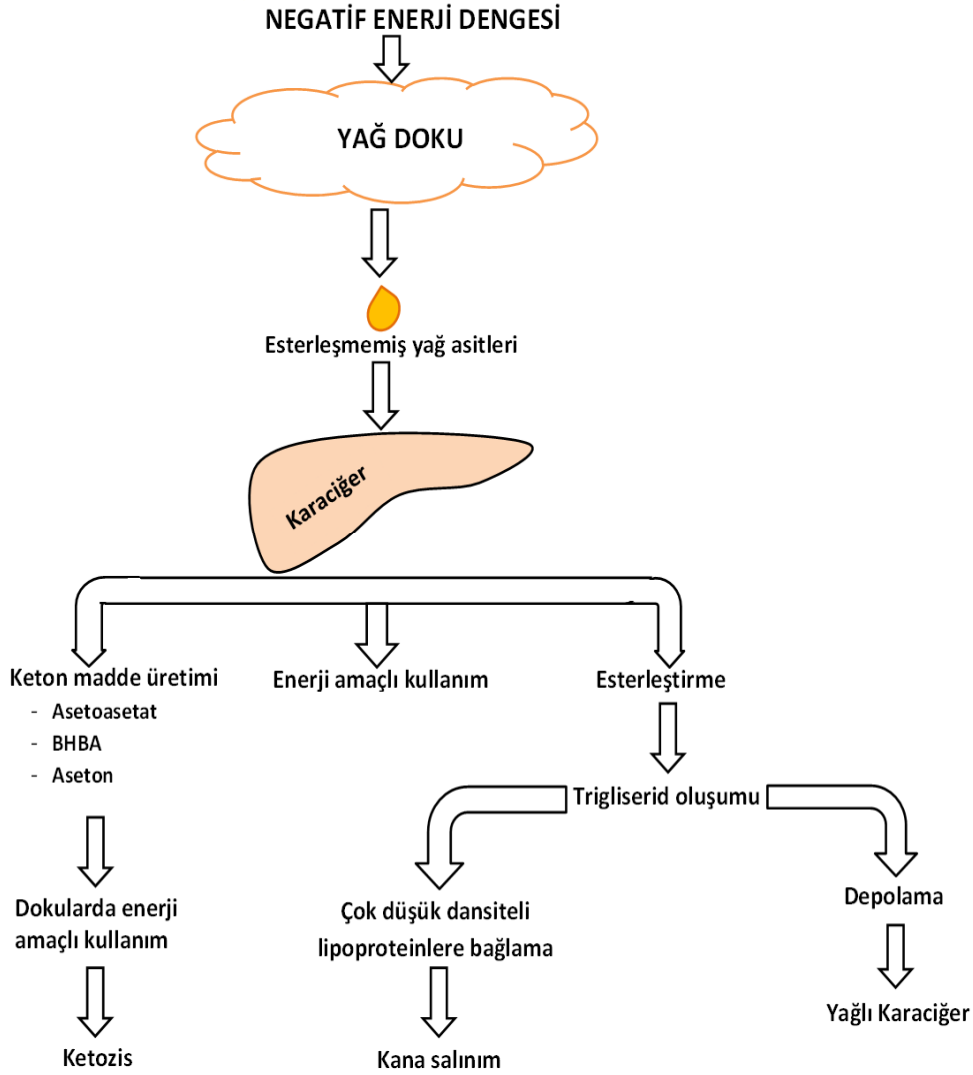 NEGATİF ENERJİ DENGESİ
YAĞ DOKU
Esterleşmemiş yağ asitleri
Karaciğer
Keton madde üretimi
- Asetoasetat
- BHBA
- Aseton
Enerji amaçlı kullanım
Esterleştirme
Trigliserid oluşumu
Dokularda enerji
amaçlı kullanım
Çok düşük dansiteli
lipoproteinlere bağlama
Depolama
Ketozis
Kana salınım
Yağlı Karaciğer